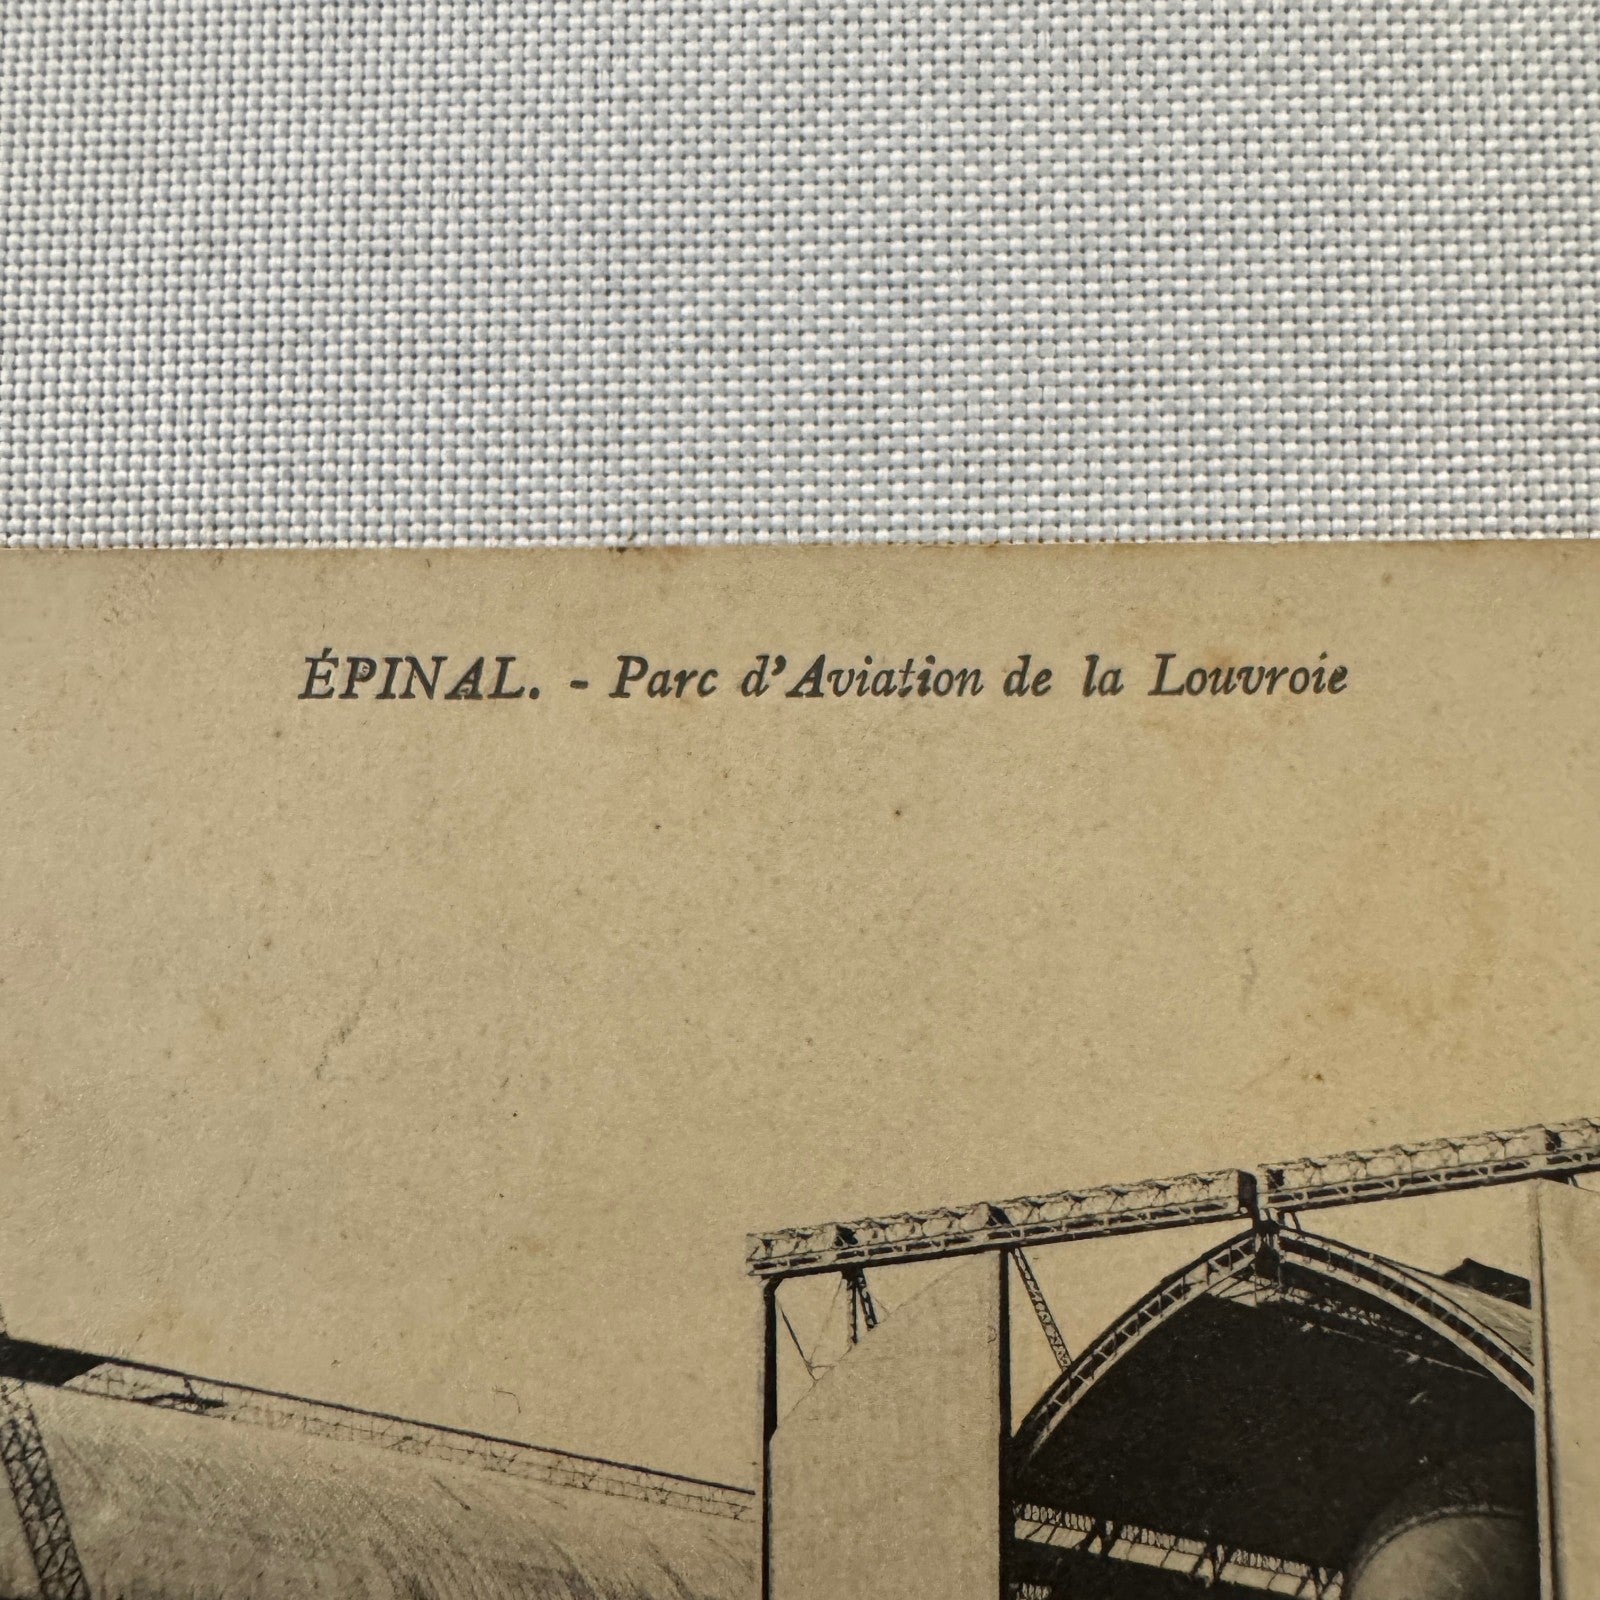 ÉPINAL. - Parc d'Aviation de la Louvroie